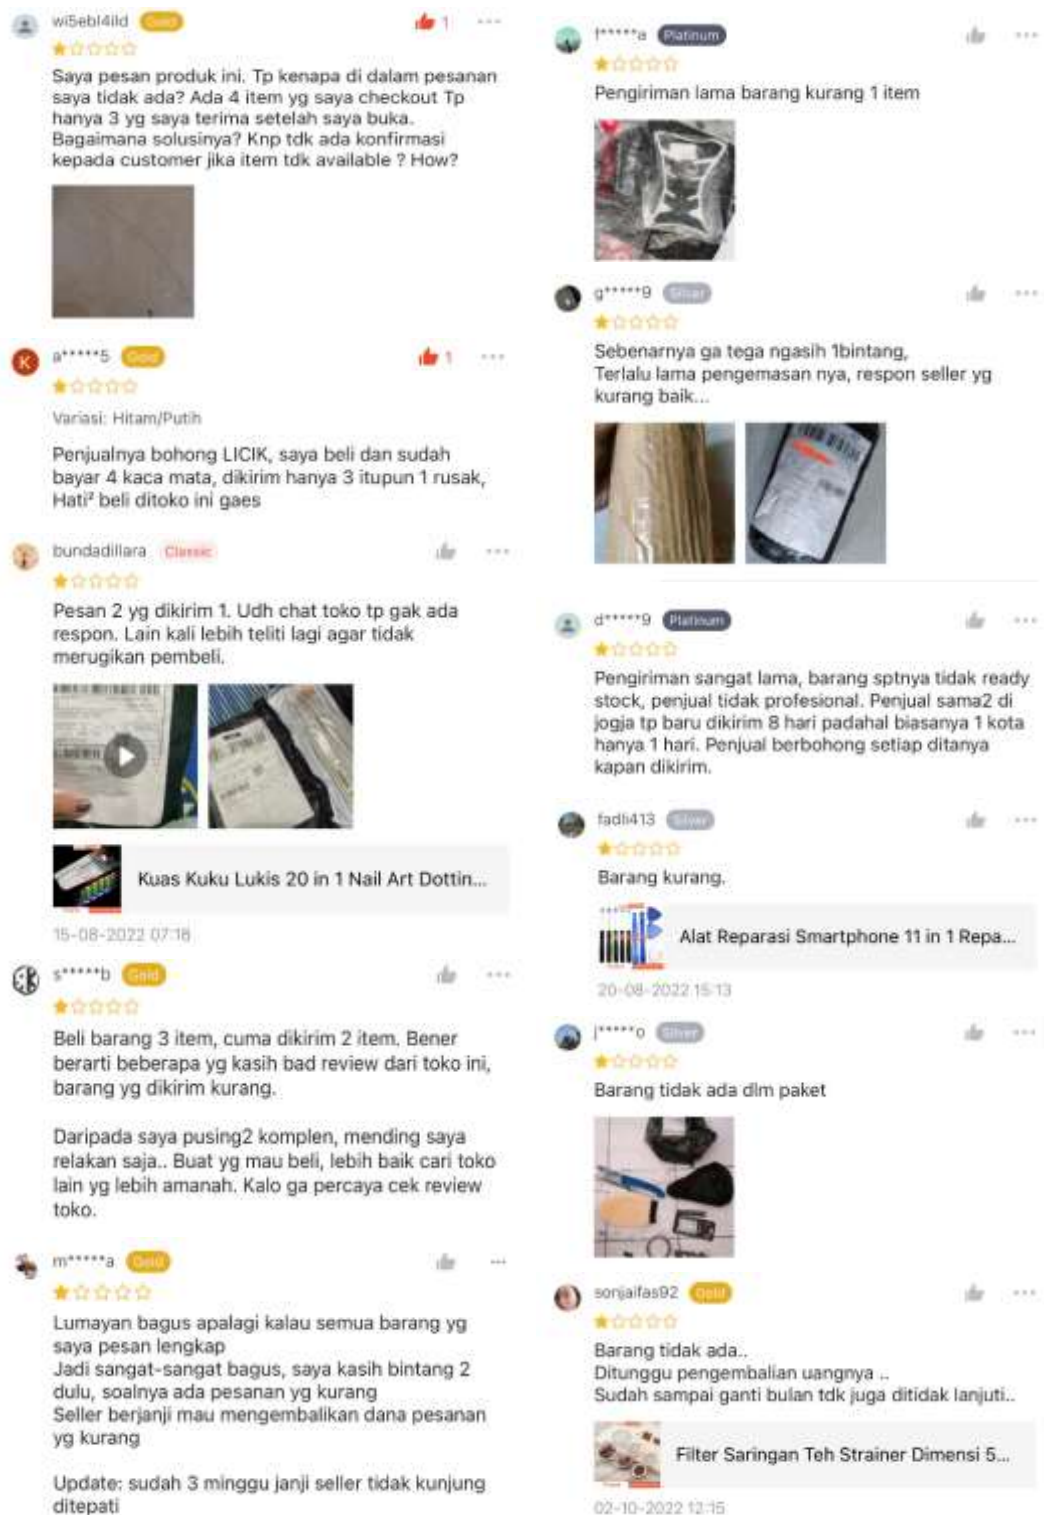 wi5ebl4ild Gold
1
Saya pesan produk ini. Tp kenapa di dalam pesanan
saya tidak ada? Ada 4 item yg saya checkout Tp
hanya 3 yg saya terima setelah saya buka.
Bagaimana solusinya? Knp tdk ada konfirmasi
kepada customer jika item tdk available ? How?
K
a*****5 Gold
1
Variasi: Hitam/Putih
Penjualnya bohong LICIK, saya beli dan sudah
bayar 4 kaca mata, dikirim hanya 3 itupun 1 rusak,
Hati² beli ditoko ini gaes
bundadillara Classic
Pesan 2 yg dikirim 1. Udh chat toko tp gak ada
respon. Lain kali lebih teliti lagi agar tidak
merugikan pembeli.
Kuas Kuku Lukis 20 in 1 Nail Art Dottin...
15-08-2022 07:18
s*****b Gold
Beli barang 3 item, cuma dikirim 2 item. Bener
berarti beberapa yg kasih bad review dari toko ini,
barang yg dikirim kurang.
Daripada saya pusing2 komplen, mending saya
relakan saja.. Buat yg mau beli, lebih baik cari toko
lain yg lebih amanah. Kalo ga percaya cek review
toko.
m*****a Gold
Lumayan bagus apalagi kalau semua barang yg
saya pesan lengkap
Jadi sangat-sangat bagus, saya kasih bintang 2
dulu, soalnya ada pesanan yg kurang
Seller berjanji mau mengembalikan dana pesanan
yg kurang
Update: sudah 3 minggu janji seller tidak kunjung
ditepati
Platinum
Pengiriman lama barang kurang 1 item
g*****9 Silver
Sebenarnya ga tega ngasih 1bintang,
Terlalu lama pengemasan nya, respon seller yg
kurang baik...
d*****9 Platinum
Pengiriman sangat lama, barang sptnya tidak ready
stock, penjual tidak profesional. Penjual sama2 di
jogja tp baru dikirim 8 hari padahal biasanya 1 kota
hanya 1 hari. Penjual berbohong setiap ditanya
kapan dikirim.
fadli413 Silver
Barang kurang.
Alat Reparasi Smartphone 11 in 1 Repa...
20-08-2022 15:13
j*****o Silver
Barang tidak ada dlm paket
sonjaifas92 Gold
Barang tidak ada..
Ditunggu pengembalian uangnya ..
Sudah sampai ganti bulan tdk juga ditidak lanjuti..
Filter Saringan Teh Strainer Dimensi 5...
02-10-2022 12:15